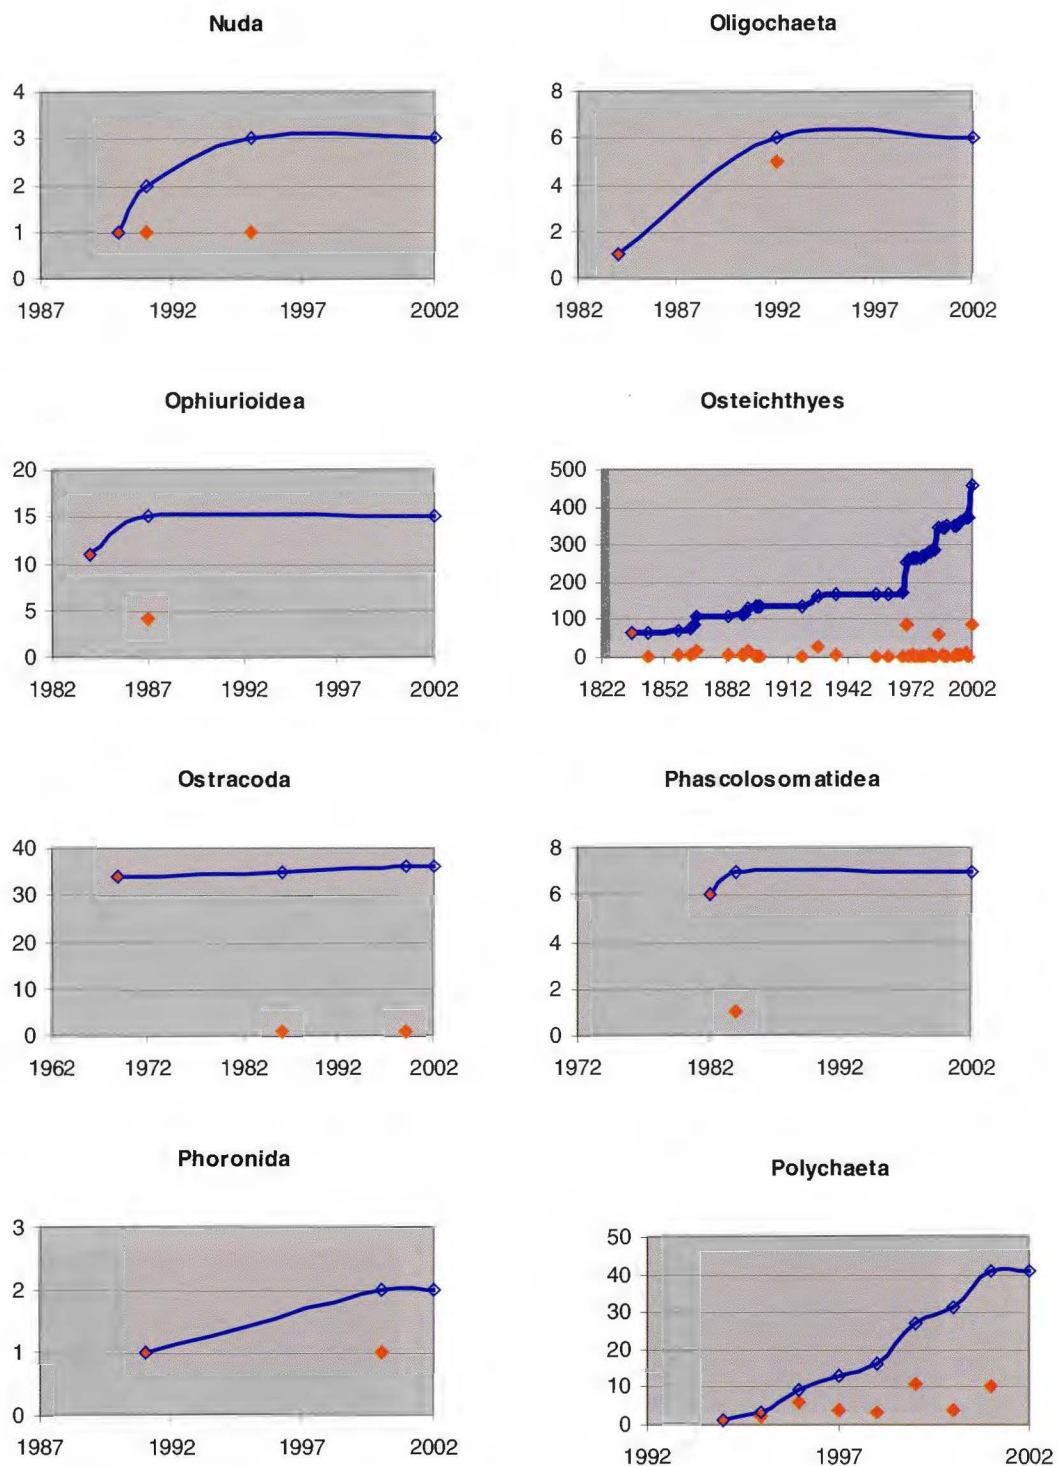 Nuda
4
3
2
1
0
1987 1992 1997 2002
Oligochaeta
8
6
4
2
0
1982 1987 1992 1997 2002
Ophiurioidea
20
15
10
5
0
1982 1987 1992 1997 2002
Osteichthyes
500
400
300
200
100
0
1822 1852 1882 1912 1942 1972 2002
Ostracoda
40
30
20
10
0
1962 1972 1982 1992 2002
Phascolosomatidea
8
6
4
2
0
1972 1982 1992 2002
Phoronida
3
2
1
0
1987 1992 1997 2002
Polychaeta
50
40
30
20
10
0
1992 1997 2002